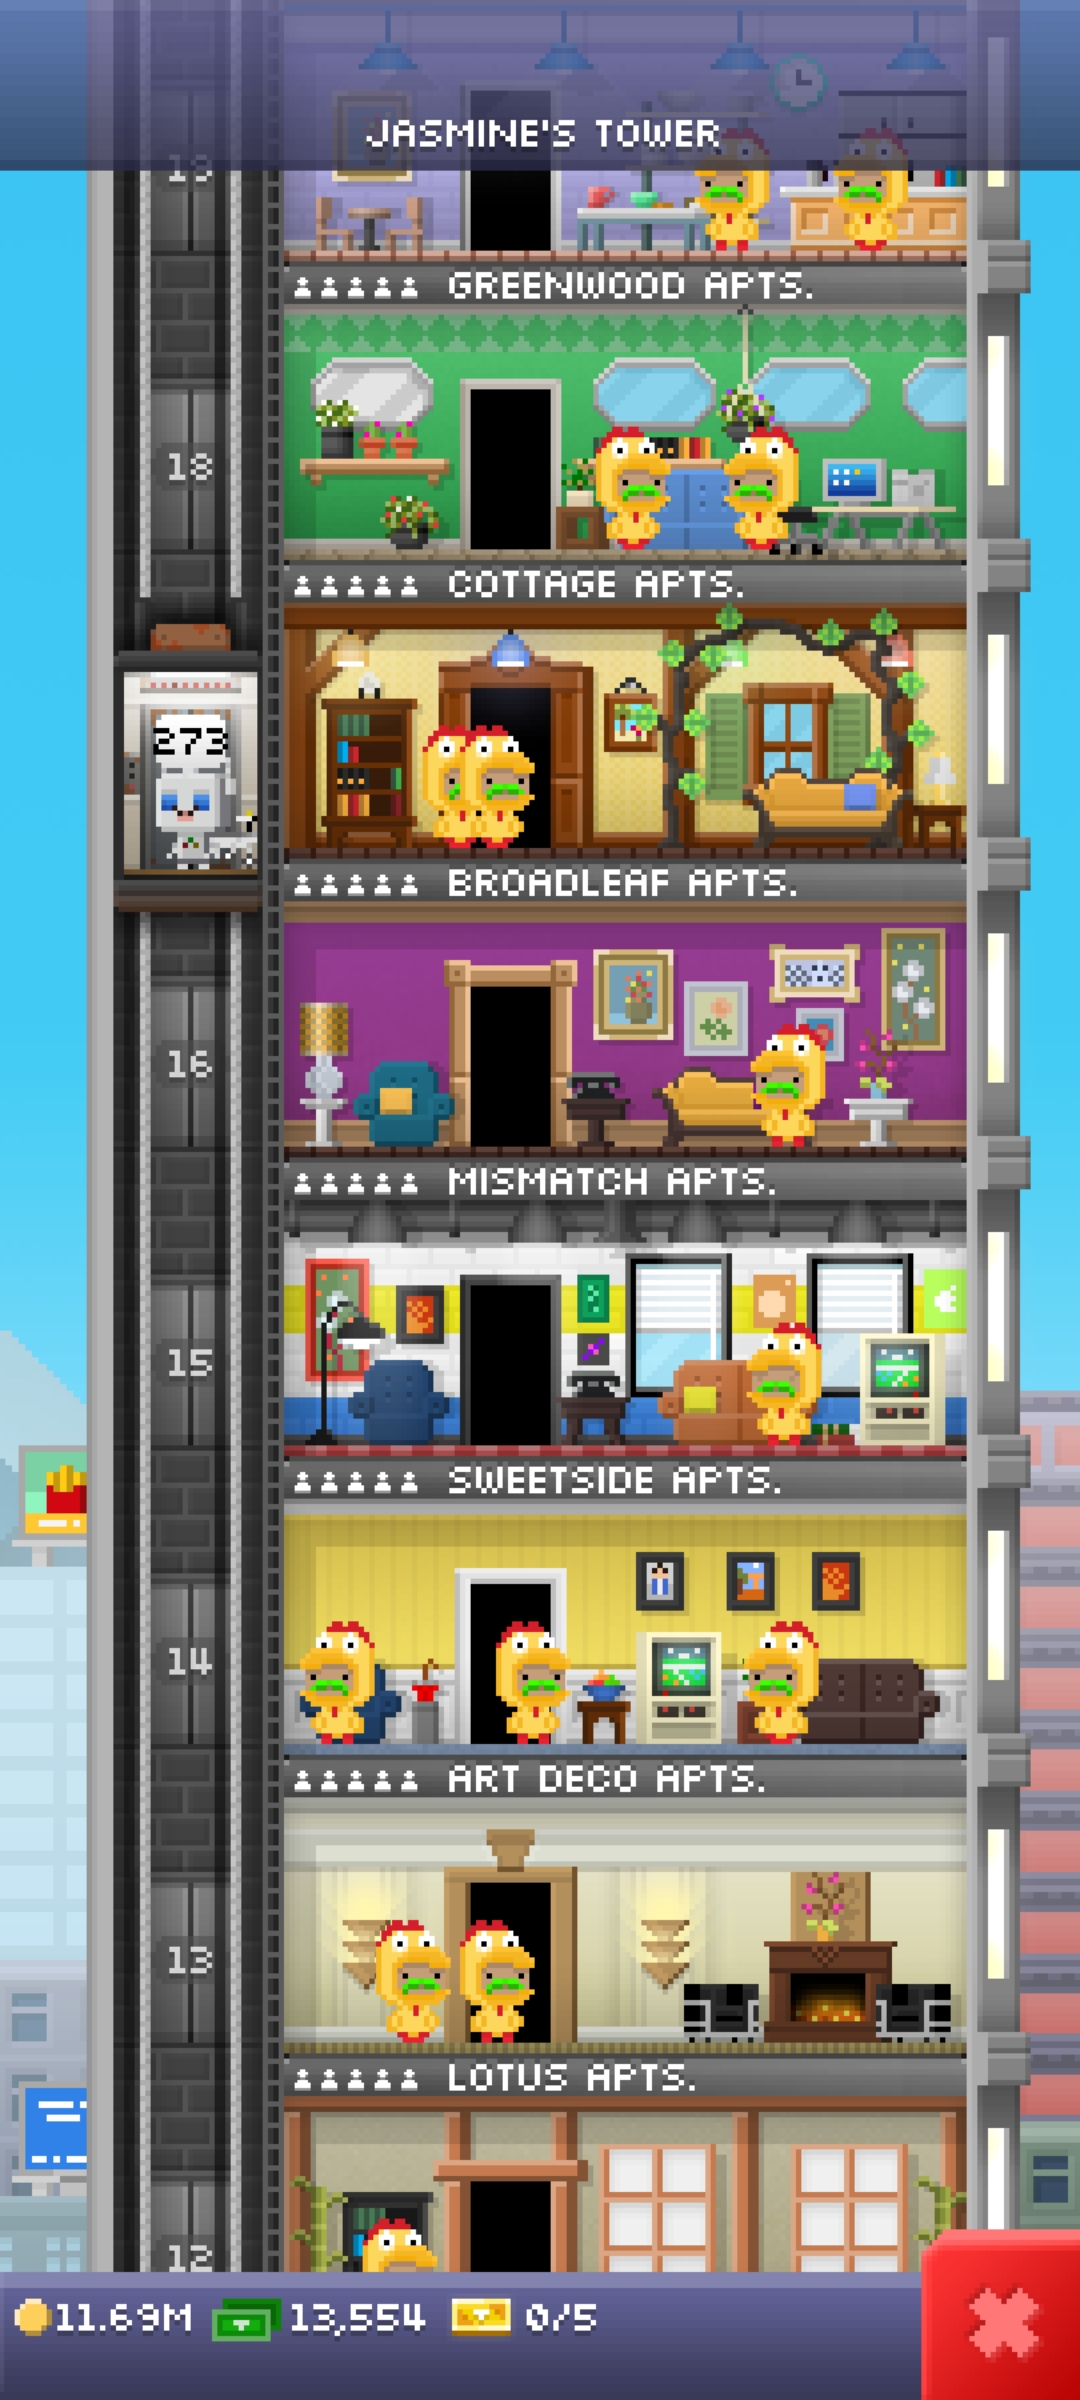 JASMINE'S TOWER
19
GREENWOOD APTS.
18
COTTAGE APTS.
273
BROADLEAF APTS.
16
MISMATCH APTS.
15
SWEETSIDE APTS.
14
ART DECO APTS.
13
LOTUS APTS.
12
11.69M 13,554 0/5